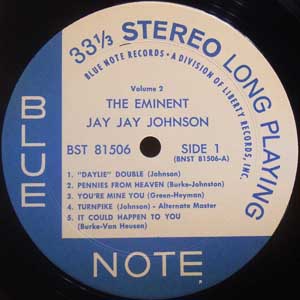 33 1/3 STEREO LONG PLAYING
BLUE NOTE RECORDS • A DIVISION OF LIBERTY RECORDS, INC.
Volume 2
THE EMINENT
JAY JAY JOHNSON
BST 81506 SIDE 1
(BNST 81506-A)
1. "DAYLIE" DOUBLE (Johnson)
2. PENNIES FROM HEAVEN (Burke-Johnston)
3. YOU'RE MINE YOU (Green-Heyman)
4. TURNPIKE (Johnson) - Alternate Master
5. IT COULD HAPPEN TO YOU
(Burke-Van Heusen)
BLUE
NOTE